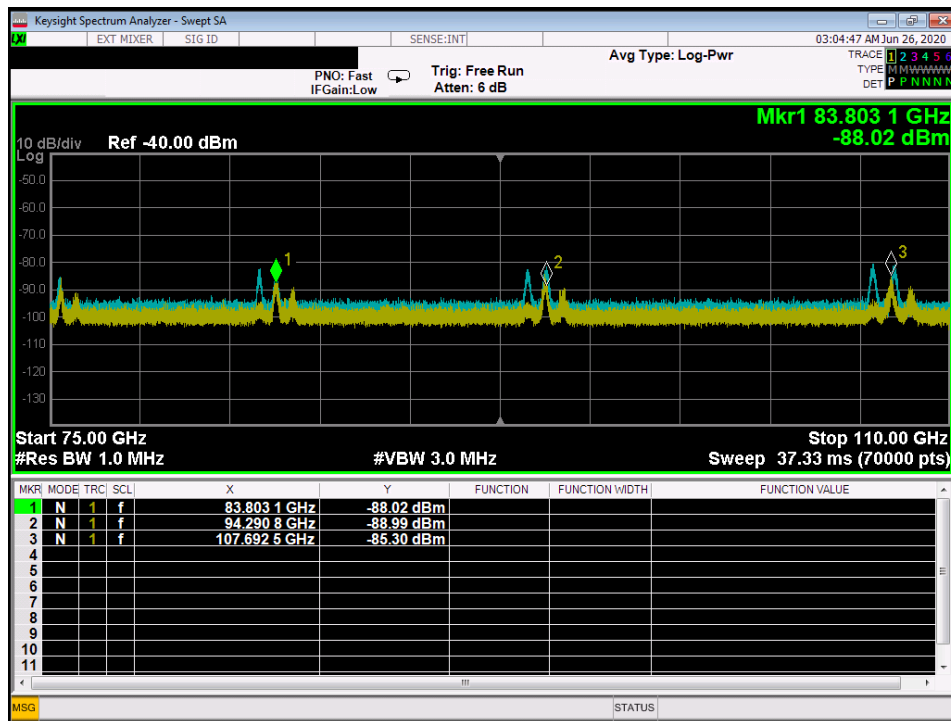 Keysight Spectrum Analyzer - Swept SA
LXI EXT MIXER SIG ID SENSE:INT 03:04:47 AM Jun 26, 2020
Avg Type: Log-Pwr TRACE 1 2 3 4 5 6
PNO: Fast Trig: Free Run TYPE M M W W W W
IFGain:Low Atten: 6 dB DET P P N N N N
Mkr1 83.803 1 GHz
10 dB/div Ref -40.00 dBm -88.02 dBm
Log
-50.0
-60.0
-70.0
-80.0
-90.0
-100
-110
-120
-130
1
2
3
Start 75.00 GHz Stop 110.00 GHz
#Res BW 1.0 MHz #VBW 3.0 MHz Sweep 37.33 ms (70000 pts)
MKR MODE TRC SCL X Y FUNCTION FUNCTION WIDTH FUNCTION VALUE
1 N 1 f 83.803 1 GHz -88.02 dBm
2 N 1 f 94.290 8 GHz -88.99 dBm
3 N 1 f 107.692 5 GHz -85.30 dBm
4
5
6
7
8
9
10
11
MSG STATUS